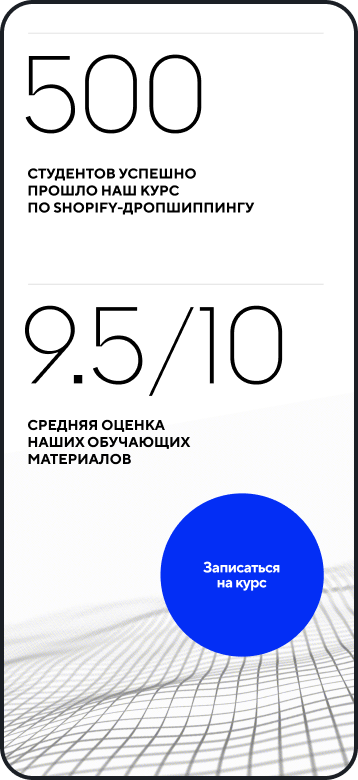 500
СТУДЕНТОВ УСПЕШНО
ПРОШЛО НАШ КУРС
ПО SHOPIFY-ДРОПШИППИНГУ
9.5/10
СРЕДНЯЯ ОЦЕНКА
НАШИХ ОБУЧАЮЩИХ
МАТЕРИАЛОВ
Записаться
на курс